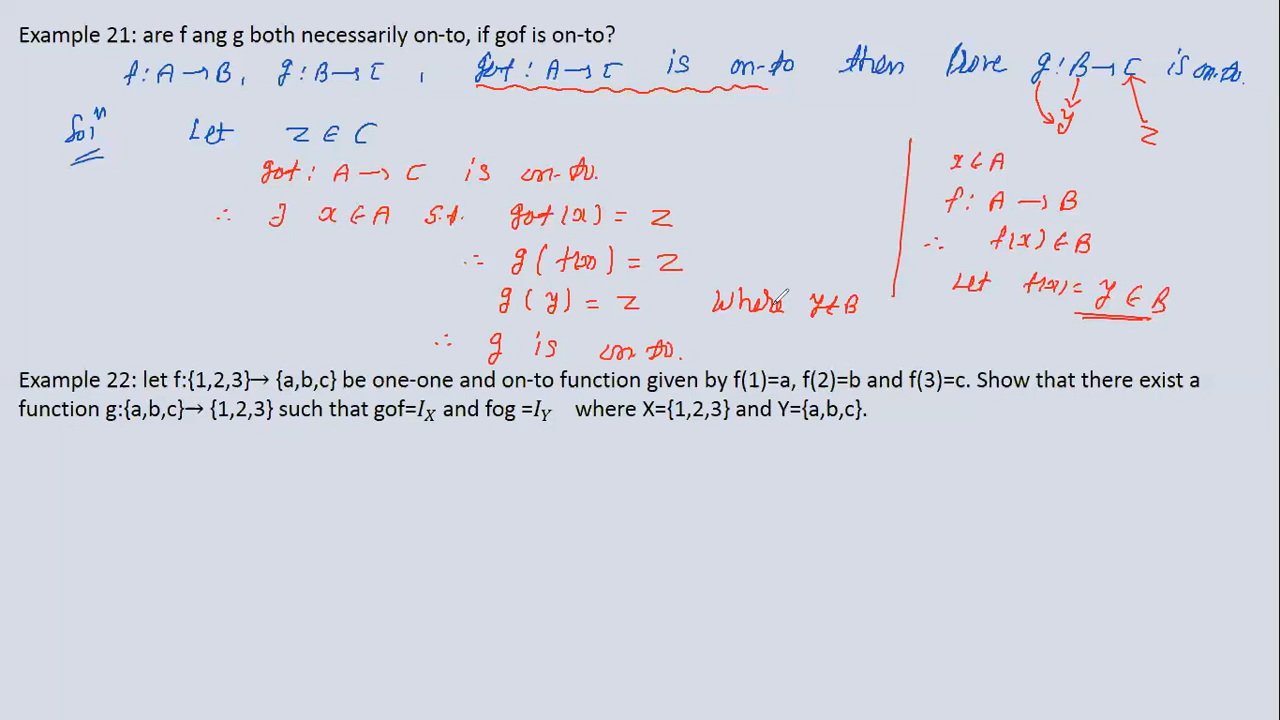 Example 21: are f ang g both necessarily on-to, if gof is on-to?
f : A → B, g : B → C, gof : A → C is on-to then prove g : B → C is on-to.
y
z
Solⁿ Let z ∈ C
gof : A → C is on-to.
∴ ∃ x ∈ A s.t. gof(x) = z
∴ g(f(x)) = z
g(y) = z where y ∈ B
∴ g is on-to.
x ∈ A
f : A → B
∴ f(x) ∈ B
Let f(x) = y ∈ B
Example 22: let f:{1,2,3}→ {a,b,c} be one-one and on-to function given by f(1)=a, f(2)=b and f(3)=c. Show that there exist a
function g:{a,b,c}→ {1,2,3} such that gof=I_X and fog =I_Y where X={1,2,3} and Y={a,b,c}.